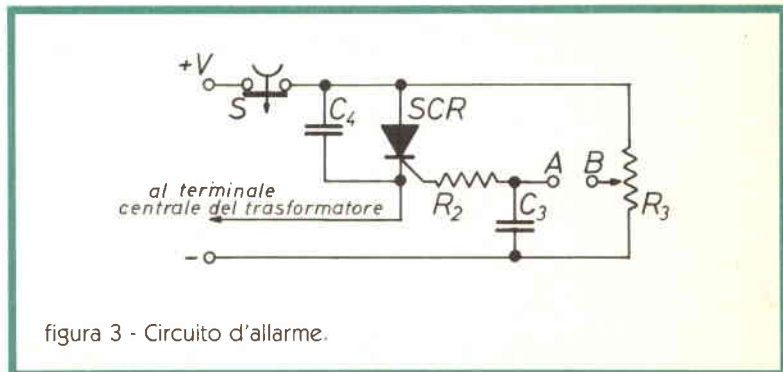 +V
S
C4
SCR
A
B
R2
C3
R3
al terminale
centrale del trasformatore
-
figura 3 - Circuito d'allarme.